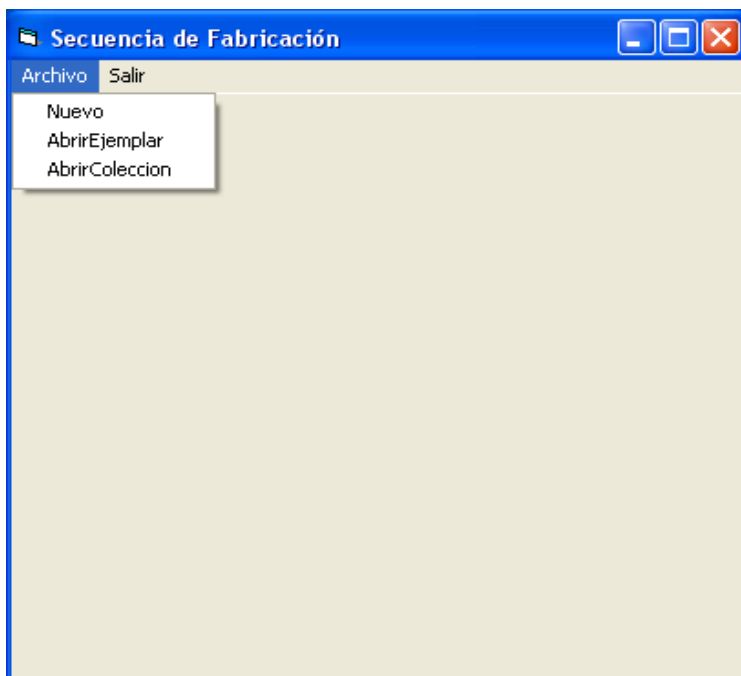 Secuencia de Fabricación
Archivo Salir
Nuevo
AbrirEjemplar
AbrirColeccion